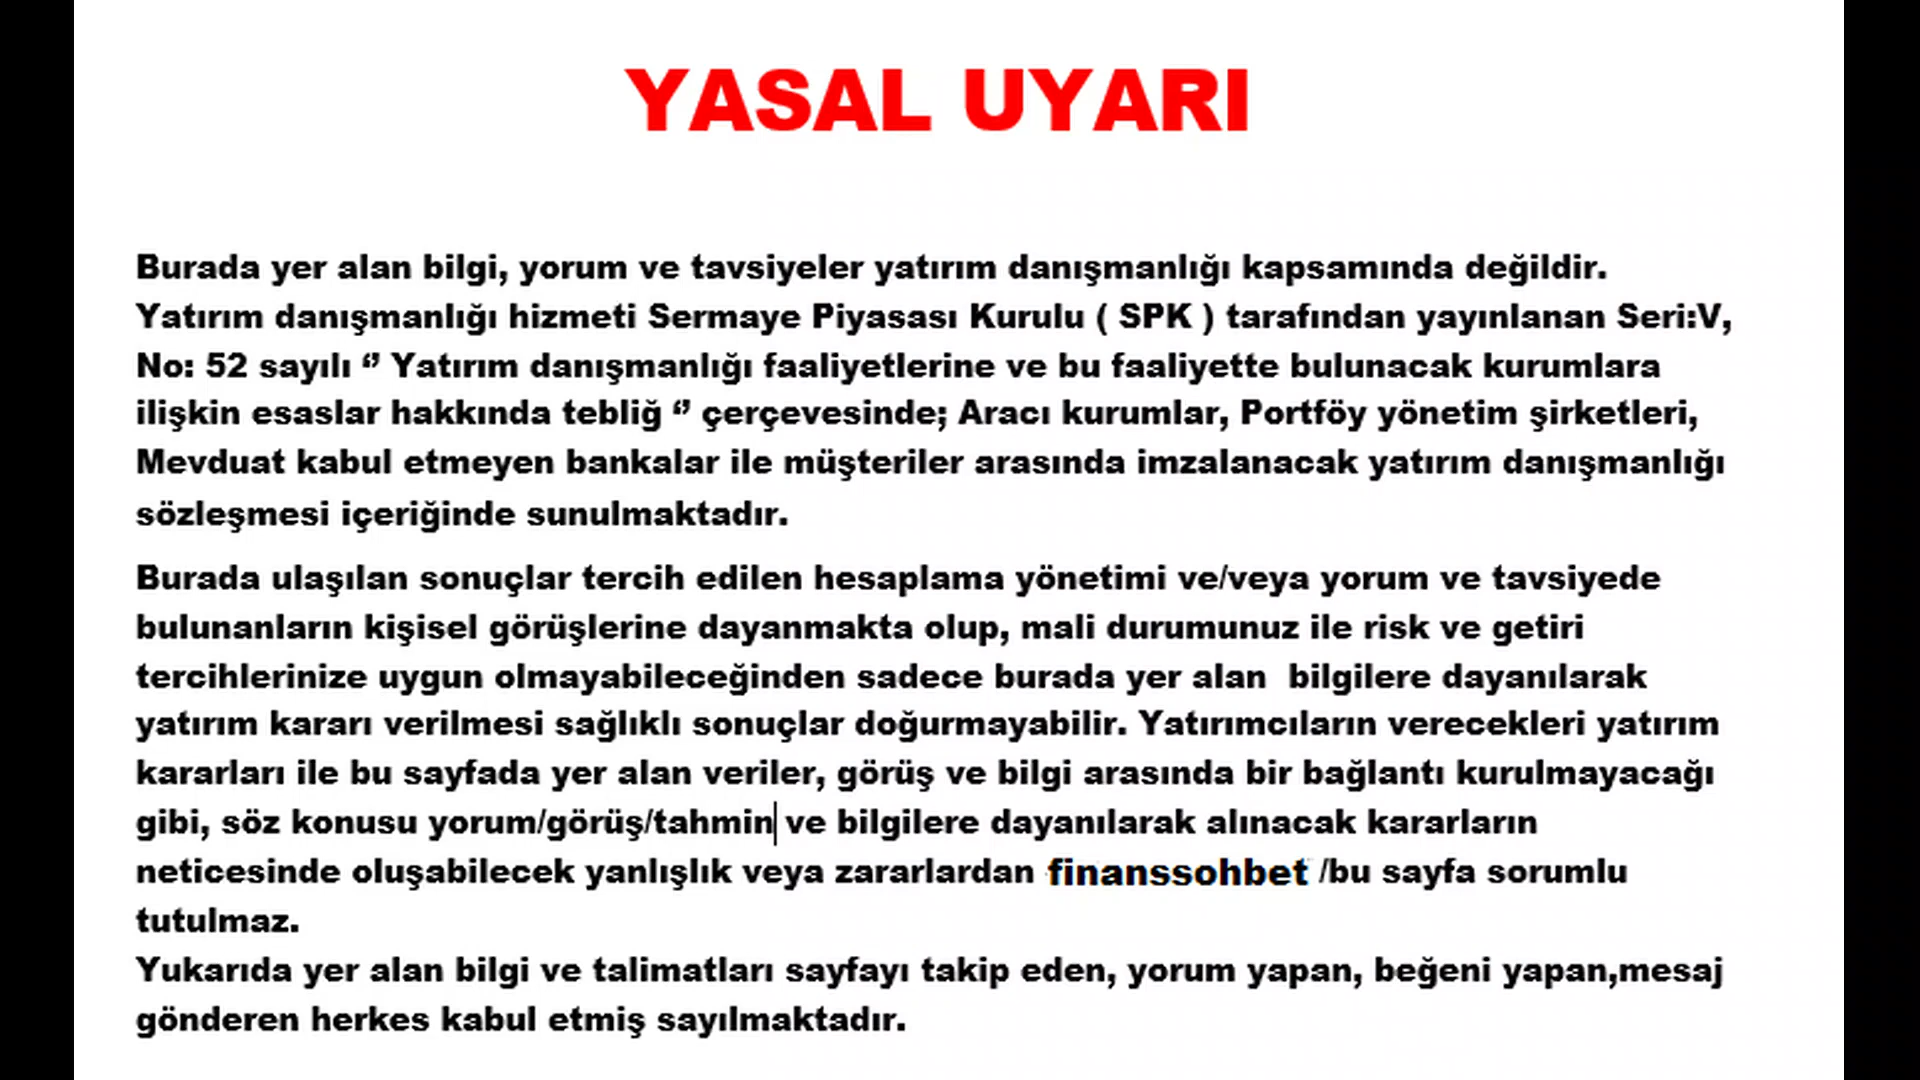 YASAL UYARI
Burada yer alan bilgi, yorum ve tavsiyeler yatırım danışmanlığı kapsamında değildir.
Yatırım danışmanlığı hizmeti Sermaye Piyasası Kurulu ( SPK ) tarafından yayınlanan Seri:V,
No: 52 sayılı ‘’ Yatırım danışmanlığı faaliyetlerine ve bu faaliyette bulunacak kurumlara
ilişkin esaslar hakkında tebliğ ‘’ çerçevesinde; Aracı kurumlar, Portföy yönetim şirketleri,
Mevduat kabul etmeyen bankalar ile müşteriler arasında imzalanacak yatırım danışmanlığı
sözleşmesi içeriğinde sunulmaktadır.
Burada ulaşılan sonuçlar tercih edilen hesaplama yönetimi ve/veya yorum ve tavsiyede
bulunanların kişisel görüşlerine dayanmakta olup, mali durumunuz ile risk ve getiri
tercihlerinize uygun olmayabileceğinden sadece burada yer alan  bilgilere dayanılarak
yatırım kararı verilmesi sağlıklı sonuçlar doğurmayabilir. Yatırımcıların verecekleri yatırım
kararları ile bu sayfada yer alan veriler, görüş ve bilgi arasında bir bağlantı kurulmayacağı
gibi, söz konusu yorum/görüş/tahmin ve bilgilere dayanılarak alınacak kararların
neticesinde oluşabilecek yanlışlık veya zararlardan finanssohbet /bu sayfa sorumlu
tutulmaz.
Yukarıda yer alan bilgi ve talimatları sayfayı takip eden, yorum yapan, beğeni yapan,mesaj
gönderen herkes kabul etmiş sayılmaktadır.